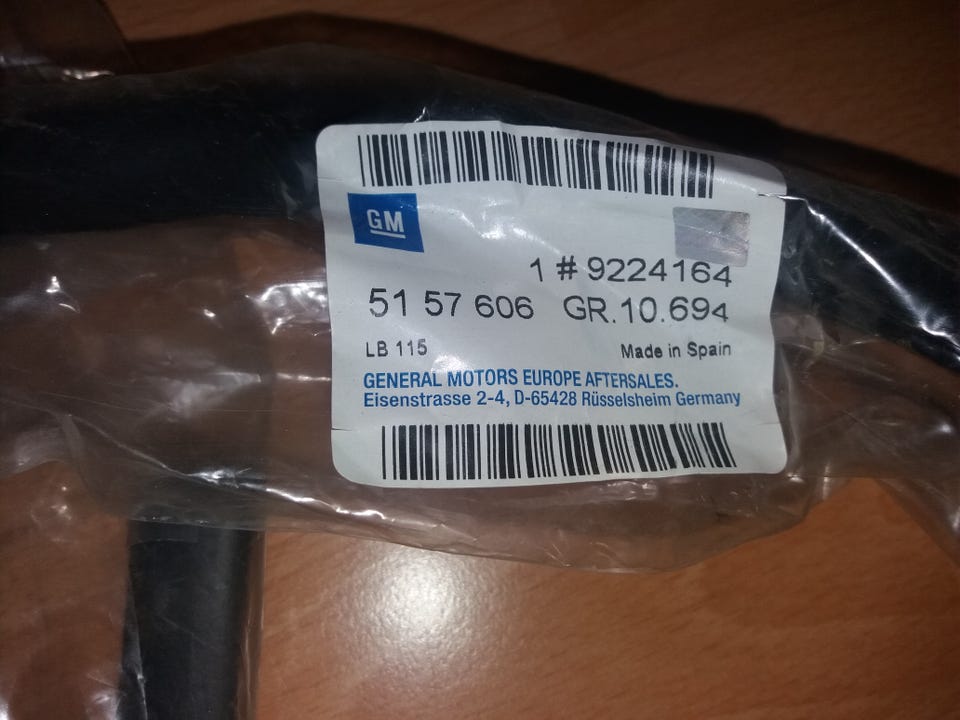 GM
1 # 9224164
51 57 606 GR.10.694
LB 115 Made in Spain
GENERAL MOTORS EUROPE AFTERSALES.
Eisenstrasse 2-4, D-65428 Rüsselsheim Germany